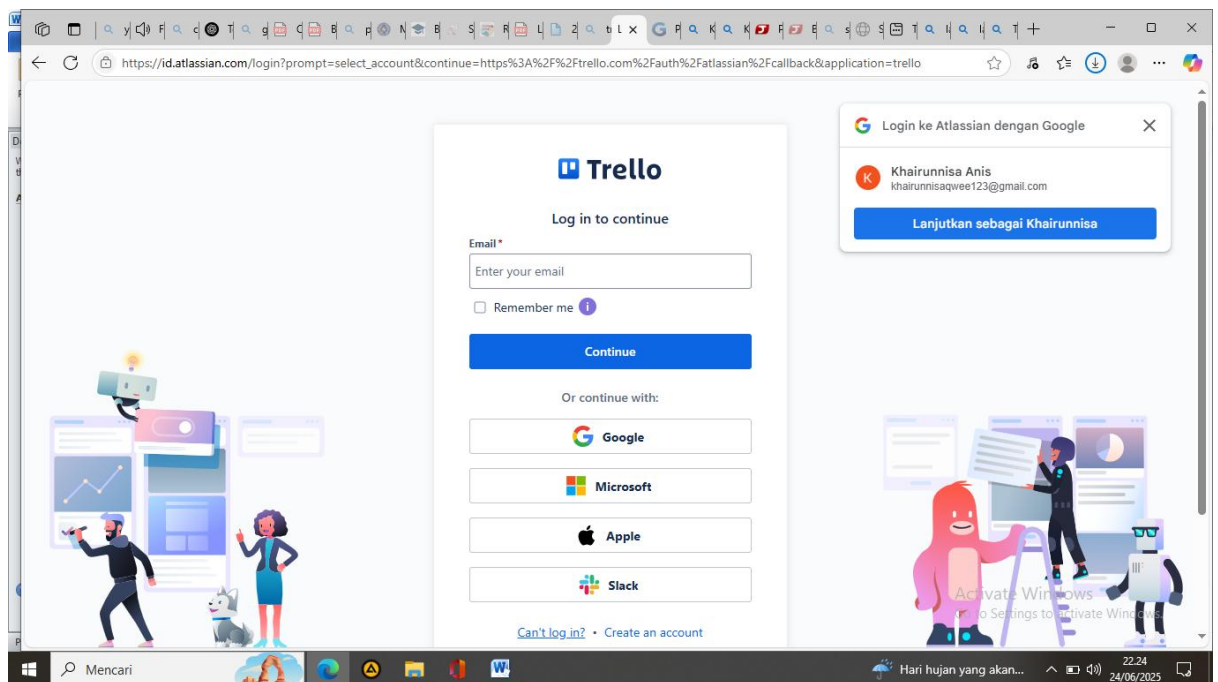 https://id.atlassian.com/login?prompt=select_account&continue=https%3A%2F%2Ftrello.com%2Fauth%2Fatlassian%2Fcallback&application=trello
Login ke Atlassian dengan Google
Khairunnisa Anis
khairunnisaqwee123@gmail.com
Lanjutkan sebagai Khairunnisa
Trello
Log in to continue
Email *
Enter your email
Remember me
Continue
Or continue with:
Google
Microsoft
Apple
Slack
Can't log in? • Create an account
Activate Windows
Go to Settings to activate Windows.
Mencari
Hari hujan yang akan...
22.24
24/06/2025